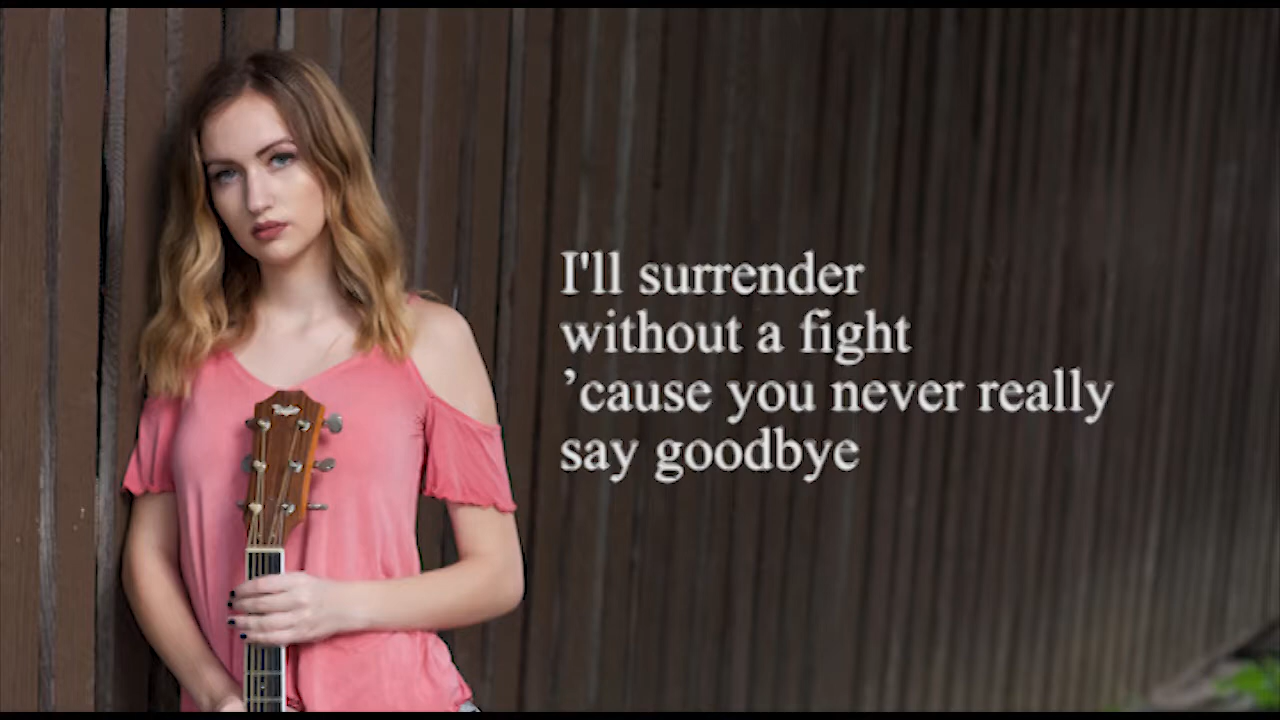 I'll surrender
without a fight
’cause you never really
say goodbye